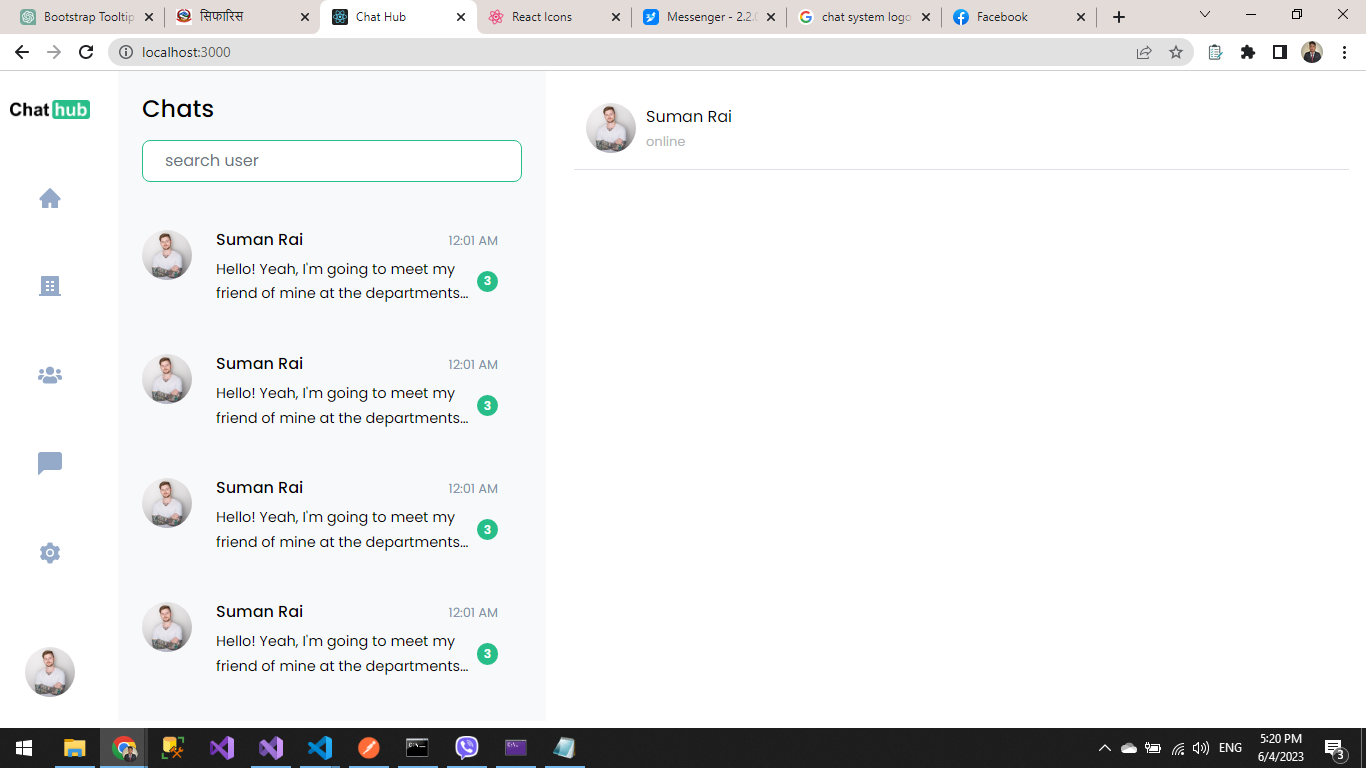 Bootstrap Tooltip
सिफारिस
Chat Hub
React Icons
Messenger - 2.2.
chat system logo
Facebook
localhost:3000
Chat hub
Chats
search user
Suman Rai
12:01 AM
Hello! Yeah, I'm going to meet my
friend of mine at the departments...
3
Suman Rai
12:01 AM
Hello! Yeah, I'm going to meet my
friend of mine at the departments...
3
Suman Rai
12:01 AM
Hello! Yeah, I'm going to meet my
friend of mine at the departments...
3
Suman Rai
12:01 AM
Hello! Yeah, I'm going to meet my
friend of mine at the departments...
3
Suman Rai
online
ENG
5:20 PM
6/4/2023
3